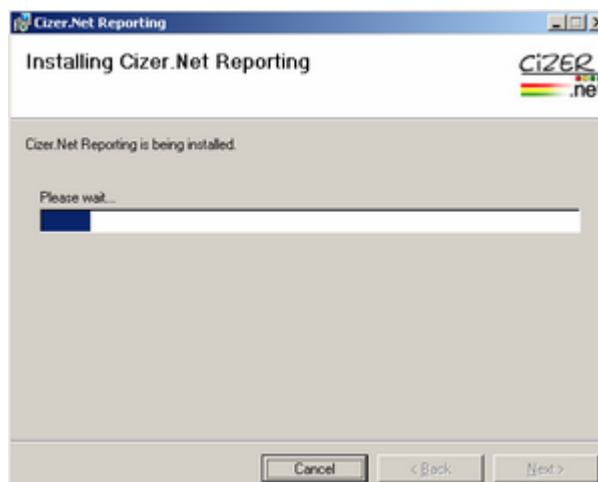 Cizer.Net Reporting
Installing Cizer.Net Reporting
CiZER
.net
Cizer.Net Reporting is being installed.
Please wait...
Cancel
< Back
Next >